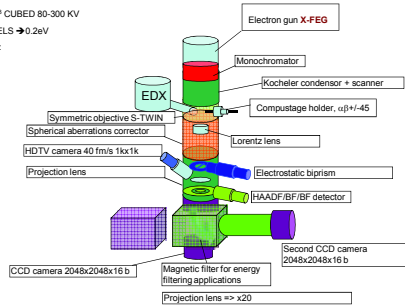 CUBED 80-300 KV
ELS ➔0.2eV
Electron gun X-FEG
Monochromator
Kocheler condensor + scanner
EDX
Compustage holder, αβ+/-45
Symmetric objective S-TWIN
Spherical aberrations corrector
Lorentz lens
HDTV camera 40 fm/s 1kx1k
Projection lens
Electrostatic biprism
HAADF/BF/BF detector
Second CCD camera
2048x2048x16 b
CCD camera 2048x2048x16 b
Magnetic filter for energy
filtering applications
Projection lens => x20